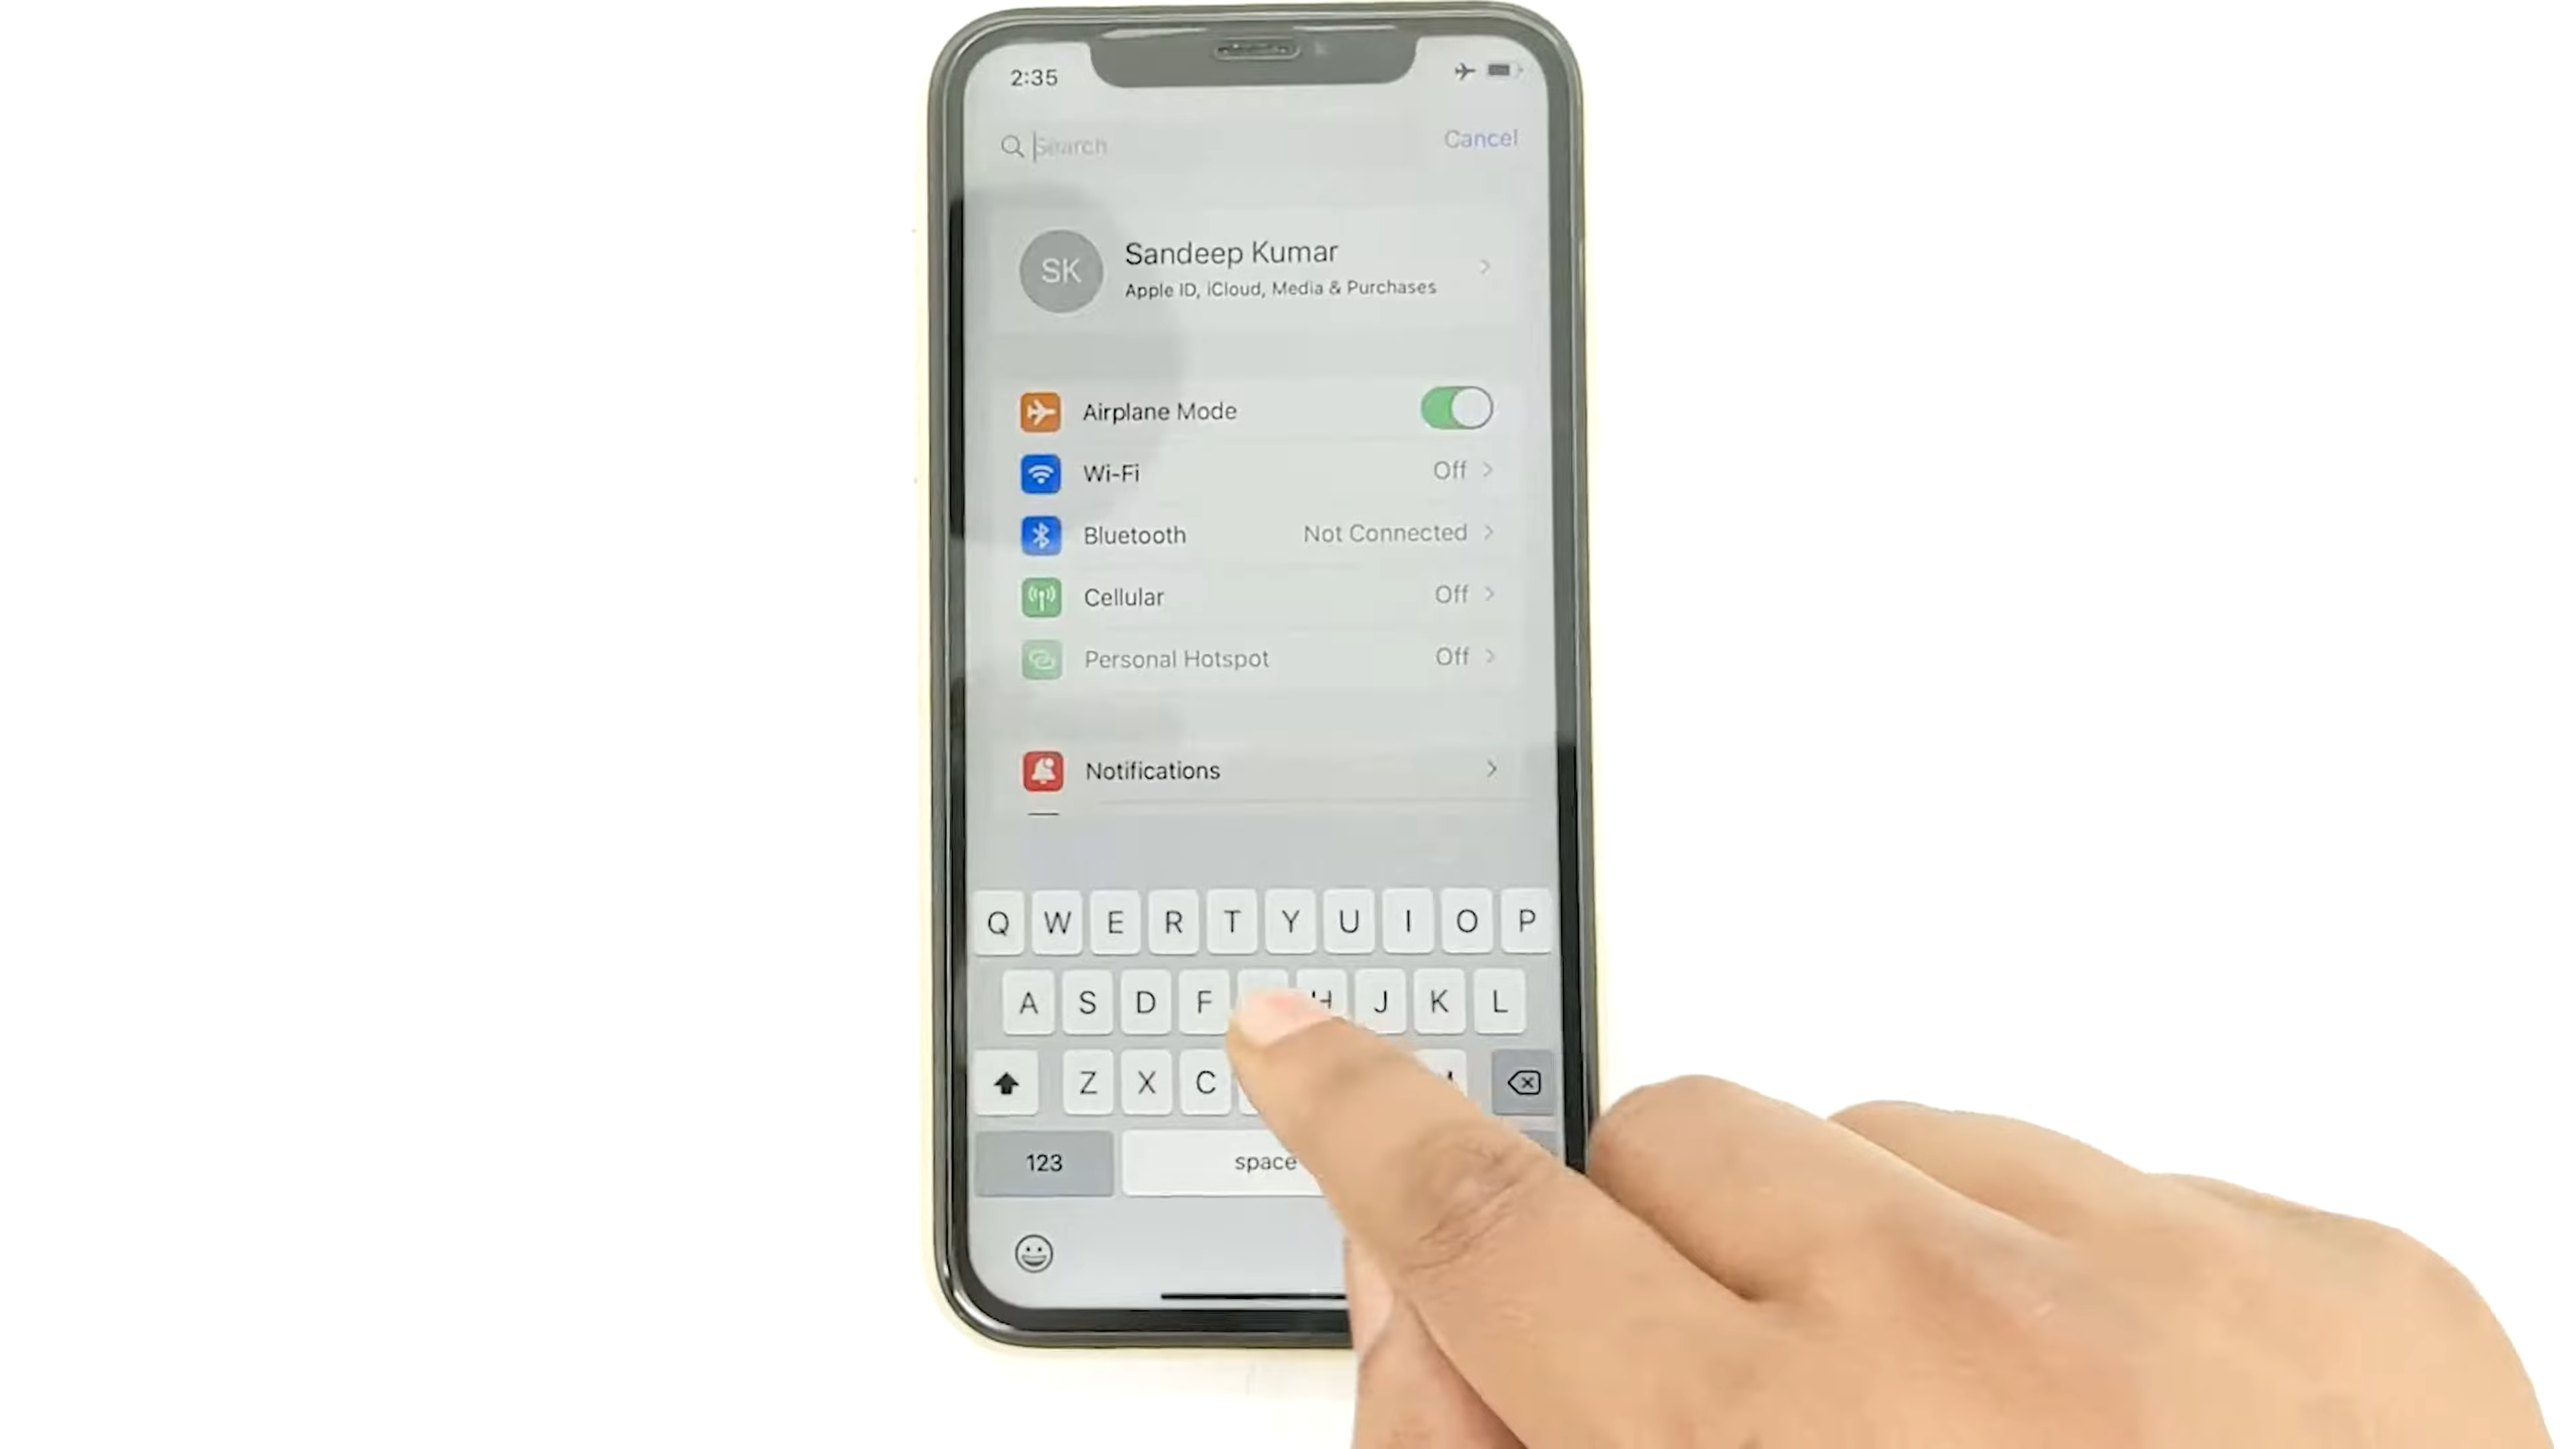 2:35
Search
Cancel
SK
Sandeep Kumar
Apple ID, iCloud, Media & Purchases
Airplane Mode
Wi-Fi Off
Bluetooth Not Connected
Cellular Off
Personal Hotspot Off
Notifications
Q W E R T Y U I O P
A S D F H J K L
Z X C
123 space